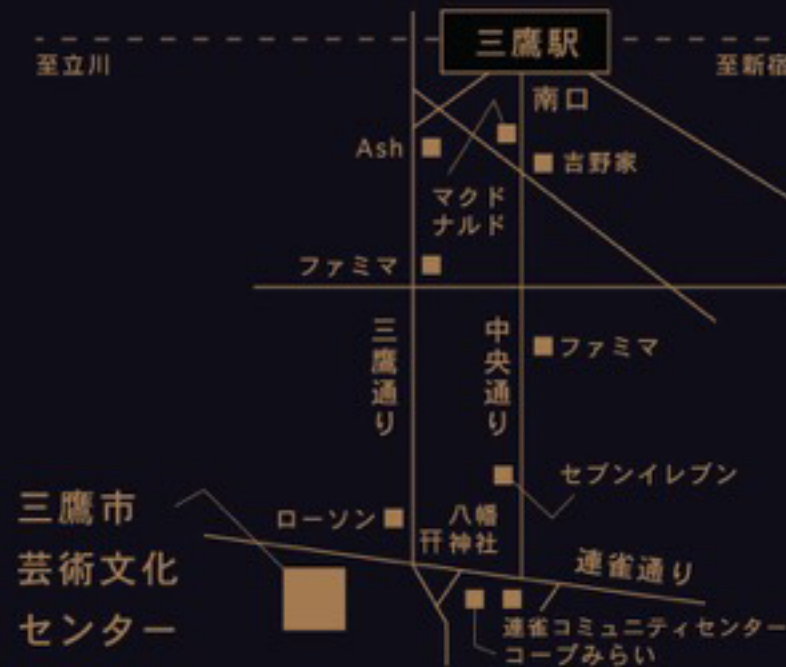 三鷹駅
至立川
至新宿
南口
Ash
吉野家
マクド
ナルド
ファミマ
三鷹通り
中央通り
ファミマ
セブンイレブン
三鷹市
芸術文化
センター
ローソン
八幡
神社
連雀通り
連雀コミュニティセンター
コープみらい